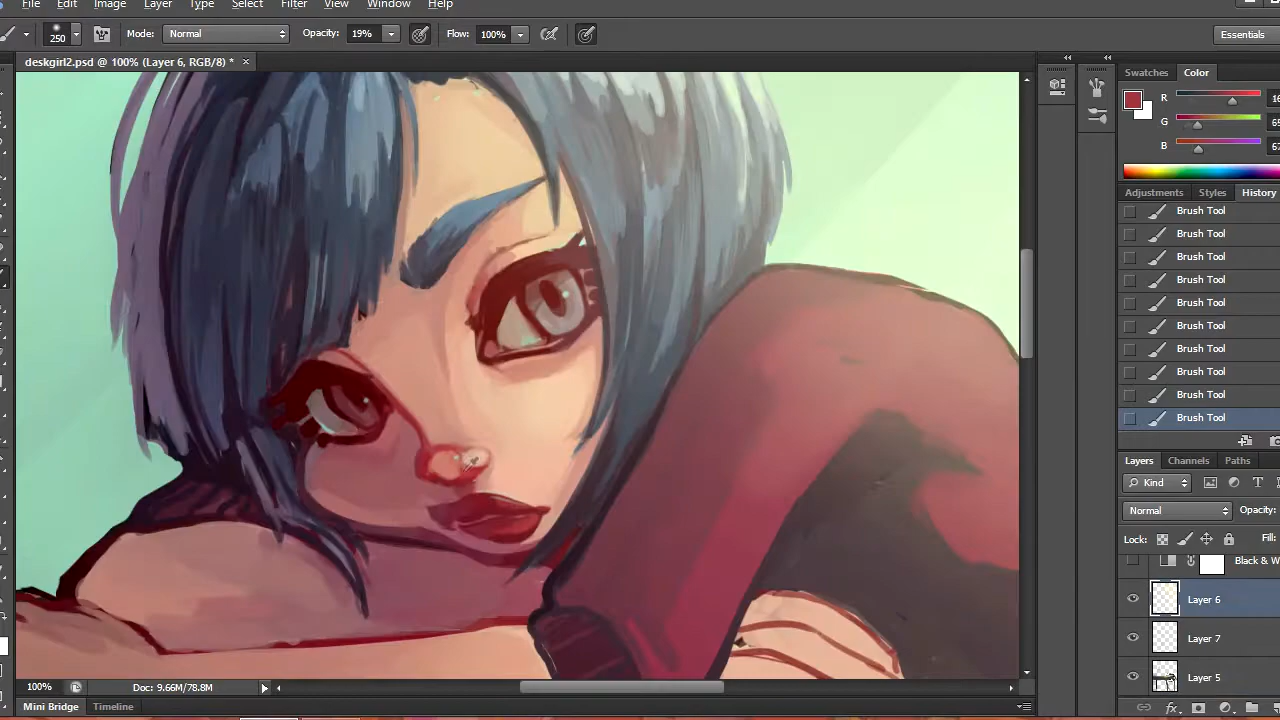 File Edit Image Layer Type Select Filter View Window Help
250 Mode: Normal Opacity: 19% Flow: 100% Essentials
deskgirl2.psd @ 100% (Layer 6, RGB/8) * ×
Swatches Color
R
G
B
Adjustments Styles History
Brush Tool
Brush Tool
Brush Tool
Brush Tool
Brush Tool
Brush Tool
Brush Tool
Brush Tool
Brush Tool
Brush Tool
Layers Channels Paths
Kind
Normal Opacity:
Lock: Fill:
Black & W
Layer 6
Layer 7
Layer 5
100% Doc: 9.66M/78.8M
Mini Bridge Timeline